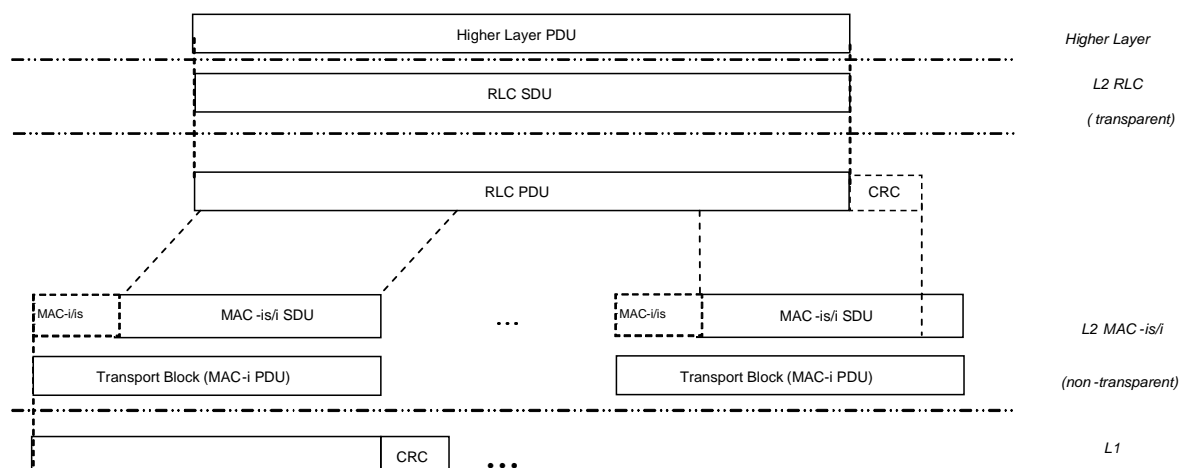 Higher Layer PDU
Higher Layer
RLC SDU
L2 RLC
( transparent)
RLC PDU
CRC
MAC-i/is
MAC -is/i SDU
...
MAC-i/is
MAC -is/i SDU
L2 MAC -is/i
Transport Block (MAC-i PDU)
Transport Block (MAC-i PDU)
(non -transparent)
CRC
...
L1